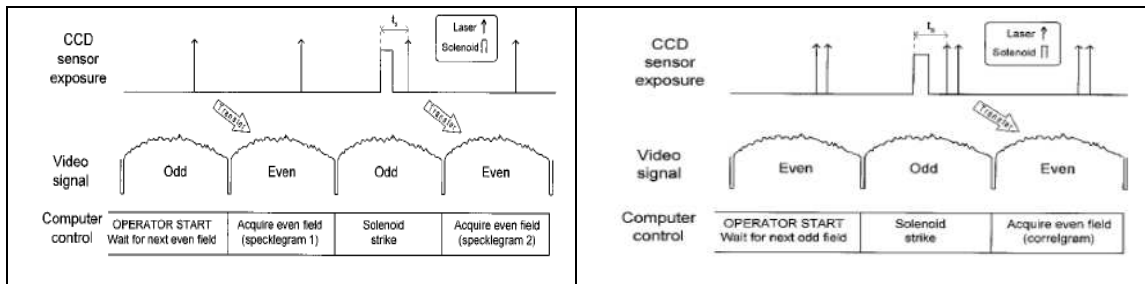 CCD
sensor
exposure
t_s
Laser
Solenoid
Transfer
Transfer
Video
signal
Odd
Even
Odd
Even
Computer
control
OPERATOR START
Wait for next even field
Acquire even field
(specklegram 1)
Solenoid
strike
Acquire even field
(specklegram 2)
CCD
sensor
exposure
t_s
Laser
Solenoid
Transfer
Video
signal
Even
Odd
Even
Computer
control
OPERATOR START
Wait for next odd field
Solenoid
strike
Acquire even field
(correlgram)